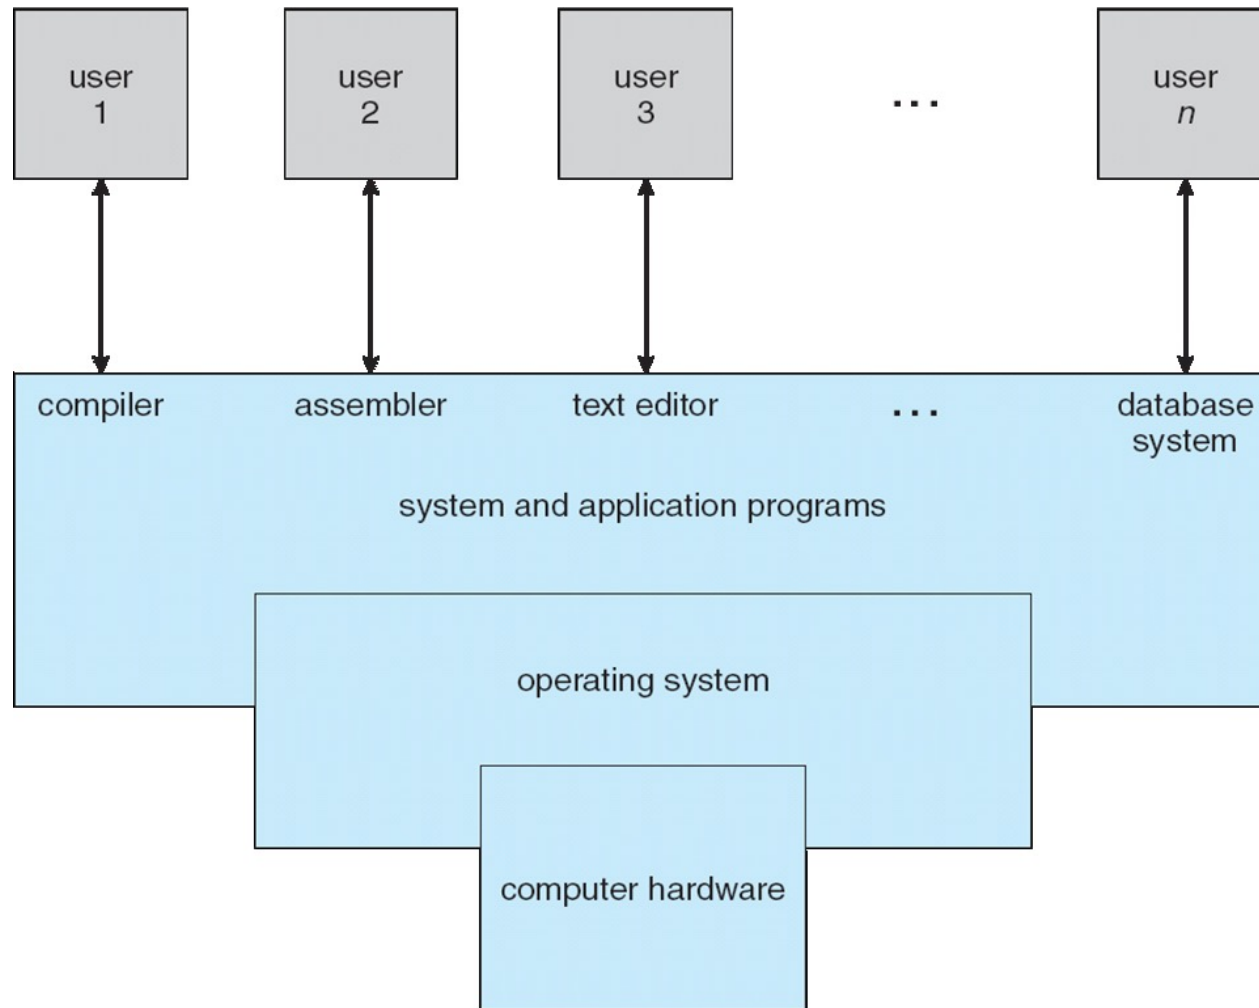 user
1
user
2
user
3
...
user
n
compiler
assembler
text editor
...
database
system
system and application programs
operating system
computer hardware